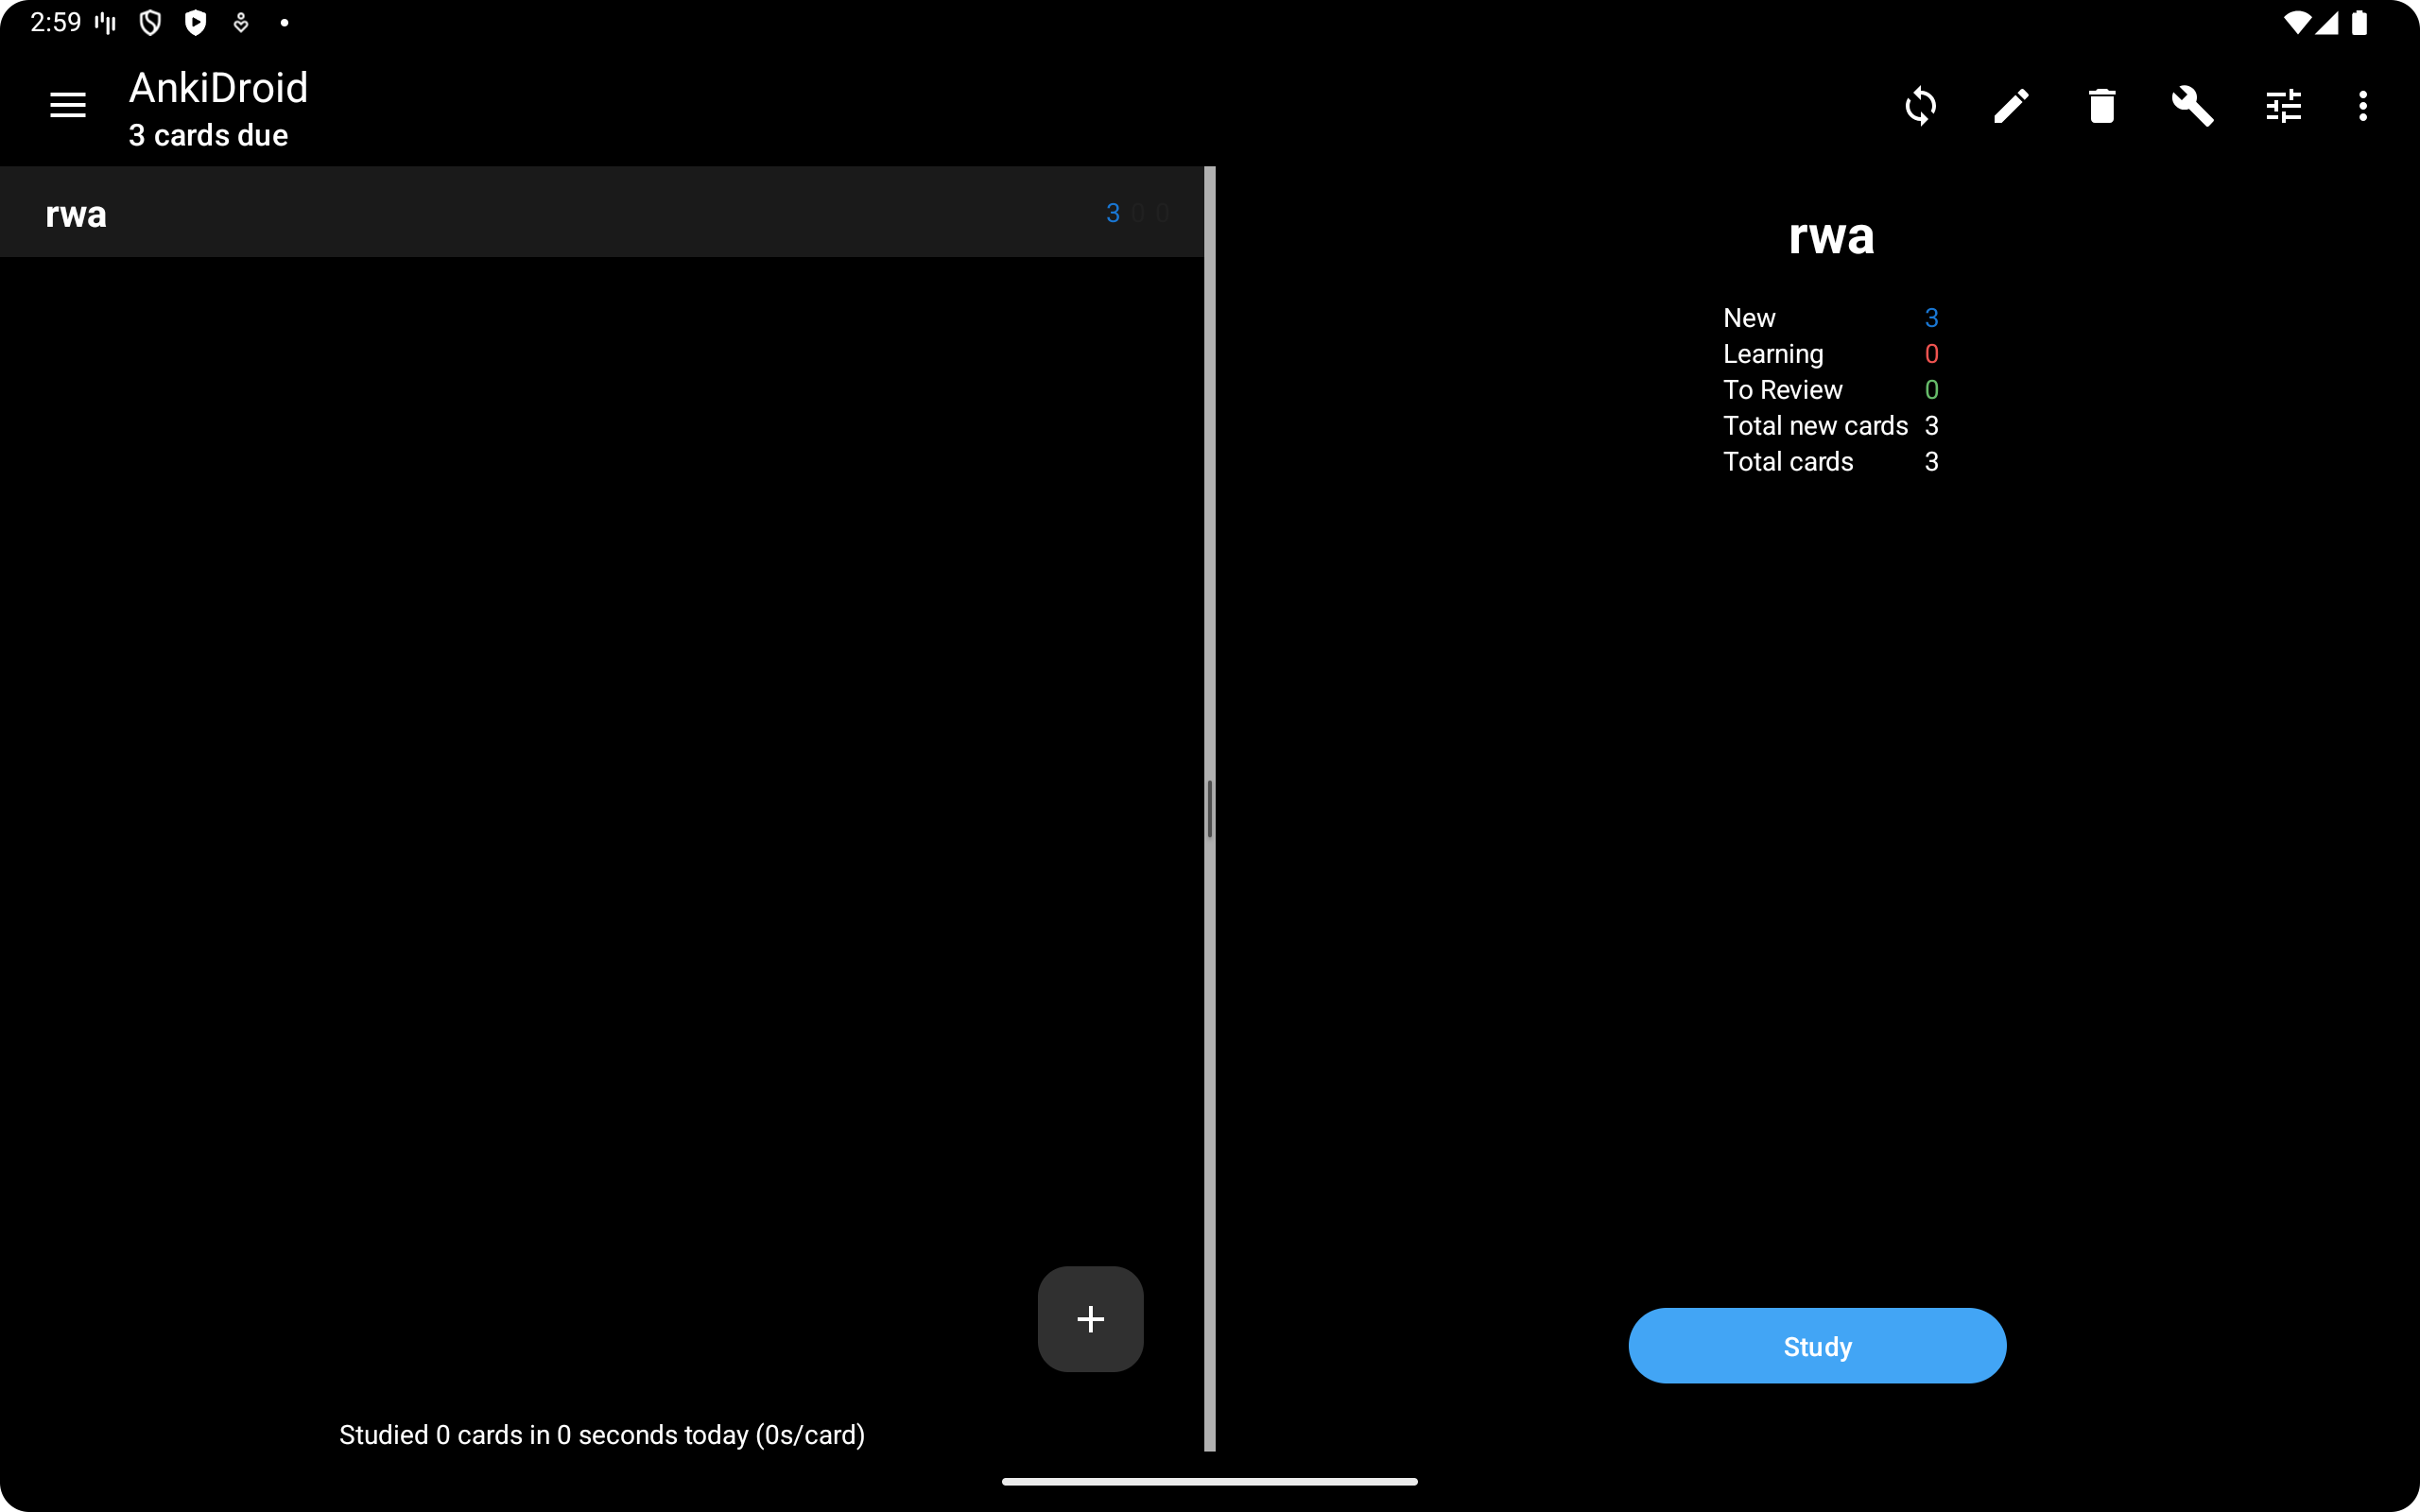 2:59
AnkiDroid
3 cards due
rwa 3 0 0
rwa
New 3
Learning 0
To Review 0
Total new cards 3
Total cards 3
Study
Studied 0 cards in 0 seconds today (0s/card)